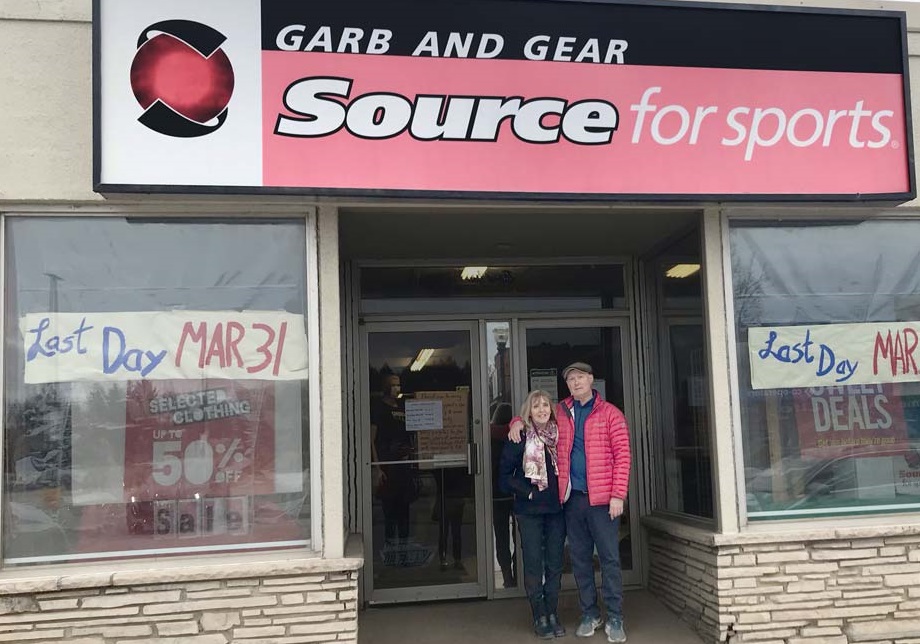 GARB AND GEAR
Source for sports®
Last Day MAR 31
SELECTED
CLOTHING
UP TO
50%
OFF
Sale
Last Day MAR
DEALS